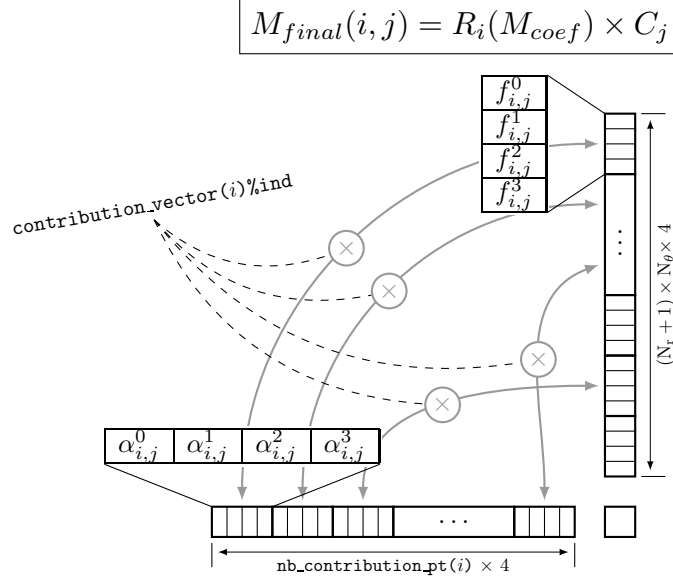 M_{final}(i, j) = R_i(M_{coef}) × C_j
f^0_{i,j}
f^1_{i,j}
f^2_{i,j}
f^3_{i,j}
contribution_vector(i)%ind
×
×
...
(N_r + 1) × N_θ × 4
×
×
α^0_{i,j} α^1_{i,j} α^2_{i,j} α^3_{i,j}
...
nb_contribution_pt(i) × 4